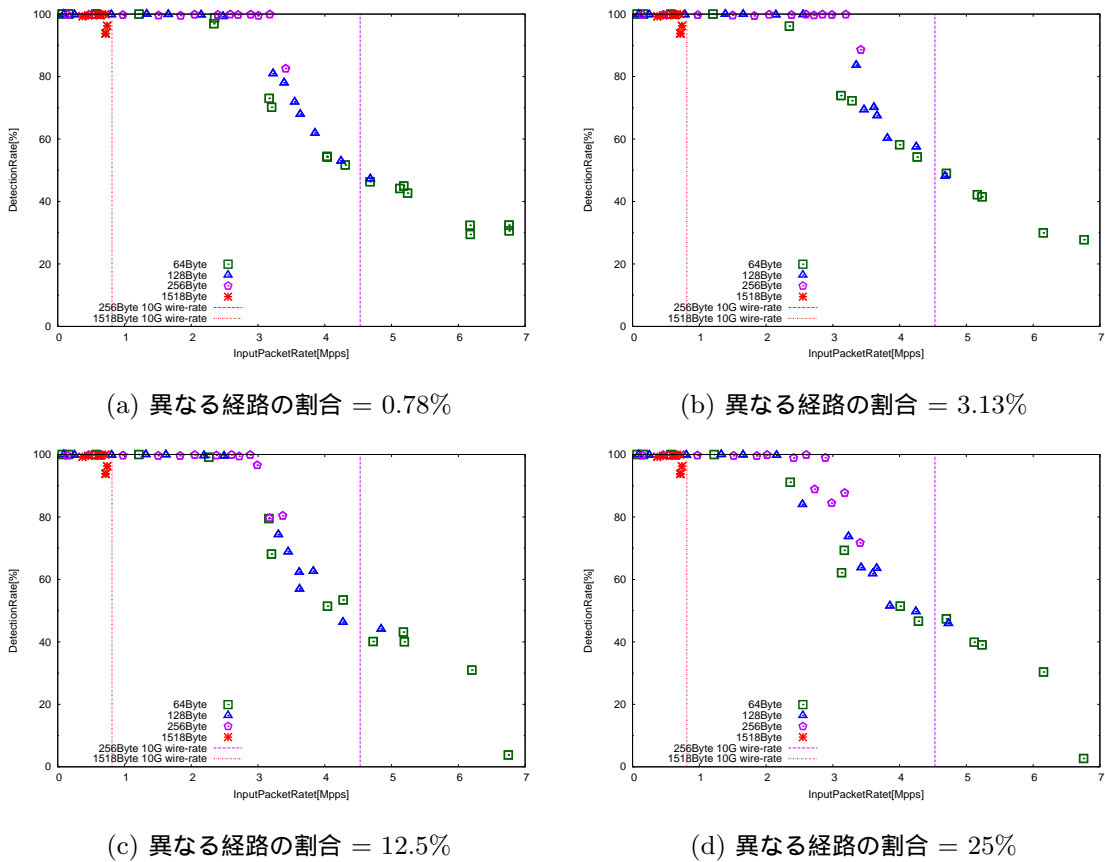 100
80
60
40
20
0
DetectionRate[%]
64Byte
128Byte
256Byte
1518Byte
256Byte 10G wire-rate
1518Byte 10G wire-rate
0 1 2 3 4 5 6 7
InputPacketRatet[Mpps]
(a) 異なる経路の割合 = 0.78%
100
80
60
40
20
0
DetectionRate[%]
64Byte
128Byte
256Byte
1518Byte
256Byte 10G wire-rate
1518Byte 10G wire-rate
0 1 2 3 4 5 6 7
InputPacketRatet[Mpps]
(b) 異なる経路の割合 = 3.13%
100
80
60
40
20
0
DetectionRate[%]
64Byte
128Byte
256Byte
1518Byte
256Byte 10G wire-rate
1518Byte 10G wire-rate
0 1 2 3 4 5 6 7
InputPacketRatet[Mpps]
(c) 異なる経路の割合 = 12.5%
100
80
60
40
20
0
DetectionRate[%]
64Byte
128Byte
256Byte
1518Byte
256Byte 10G wire-rate
1518Byte 10G wire-rate
0 1 2 3 4 5 6 7
InputPacketRatet[Mpps]
(d) 異なる経路の割合 = 25%